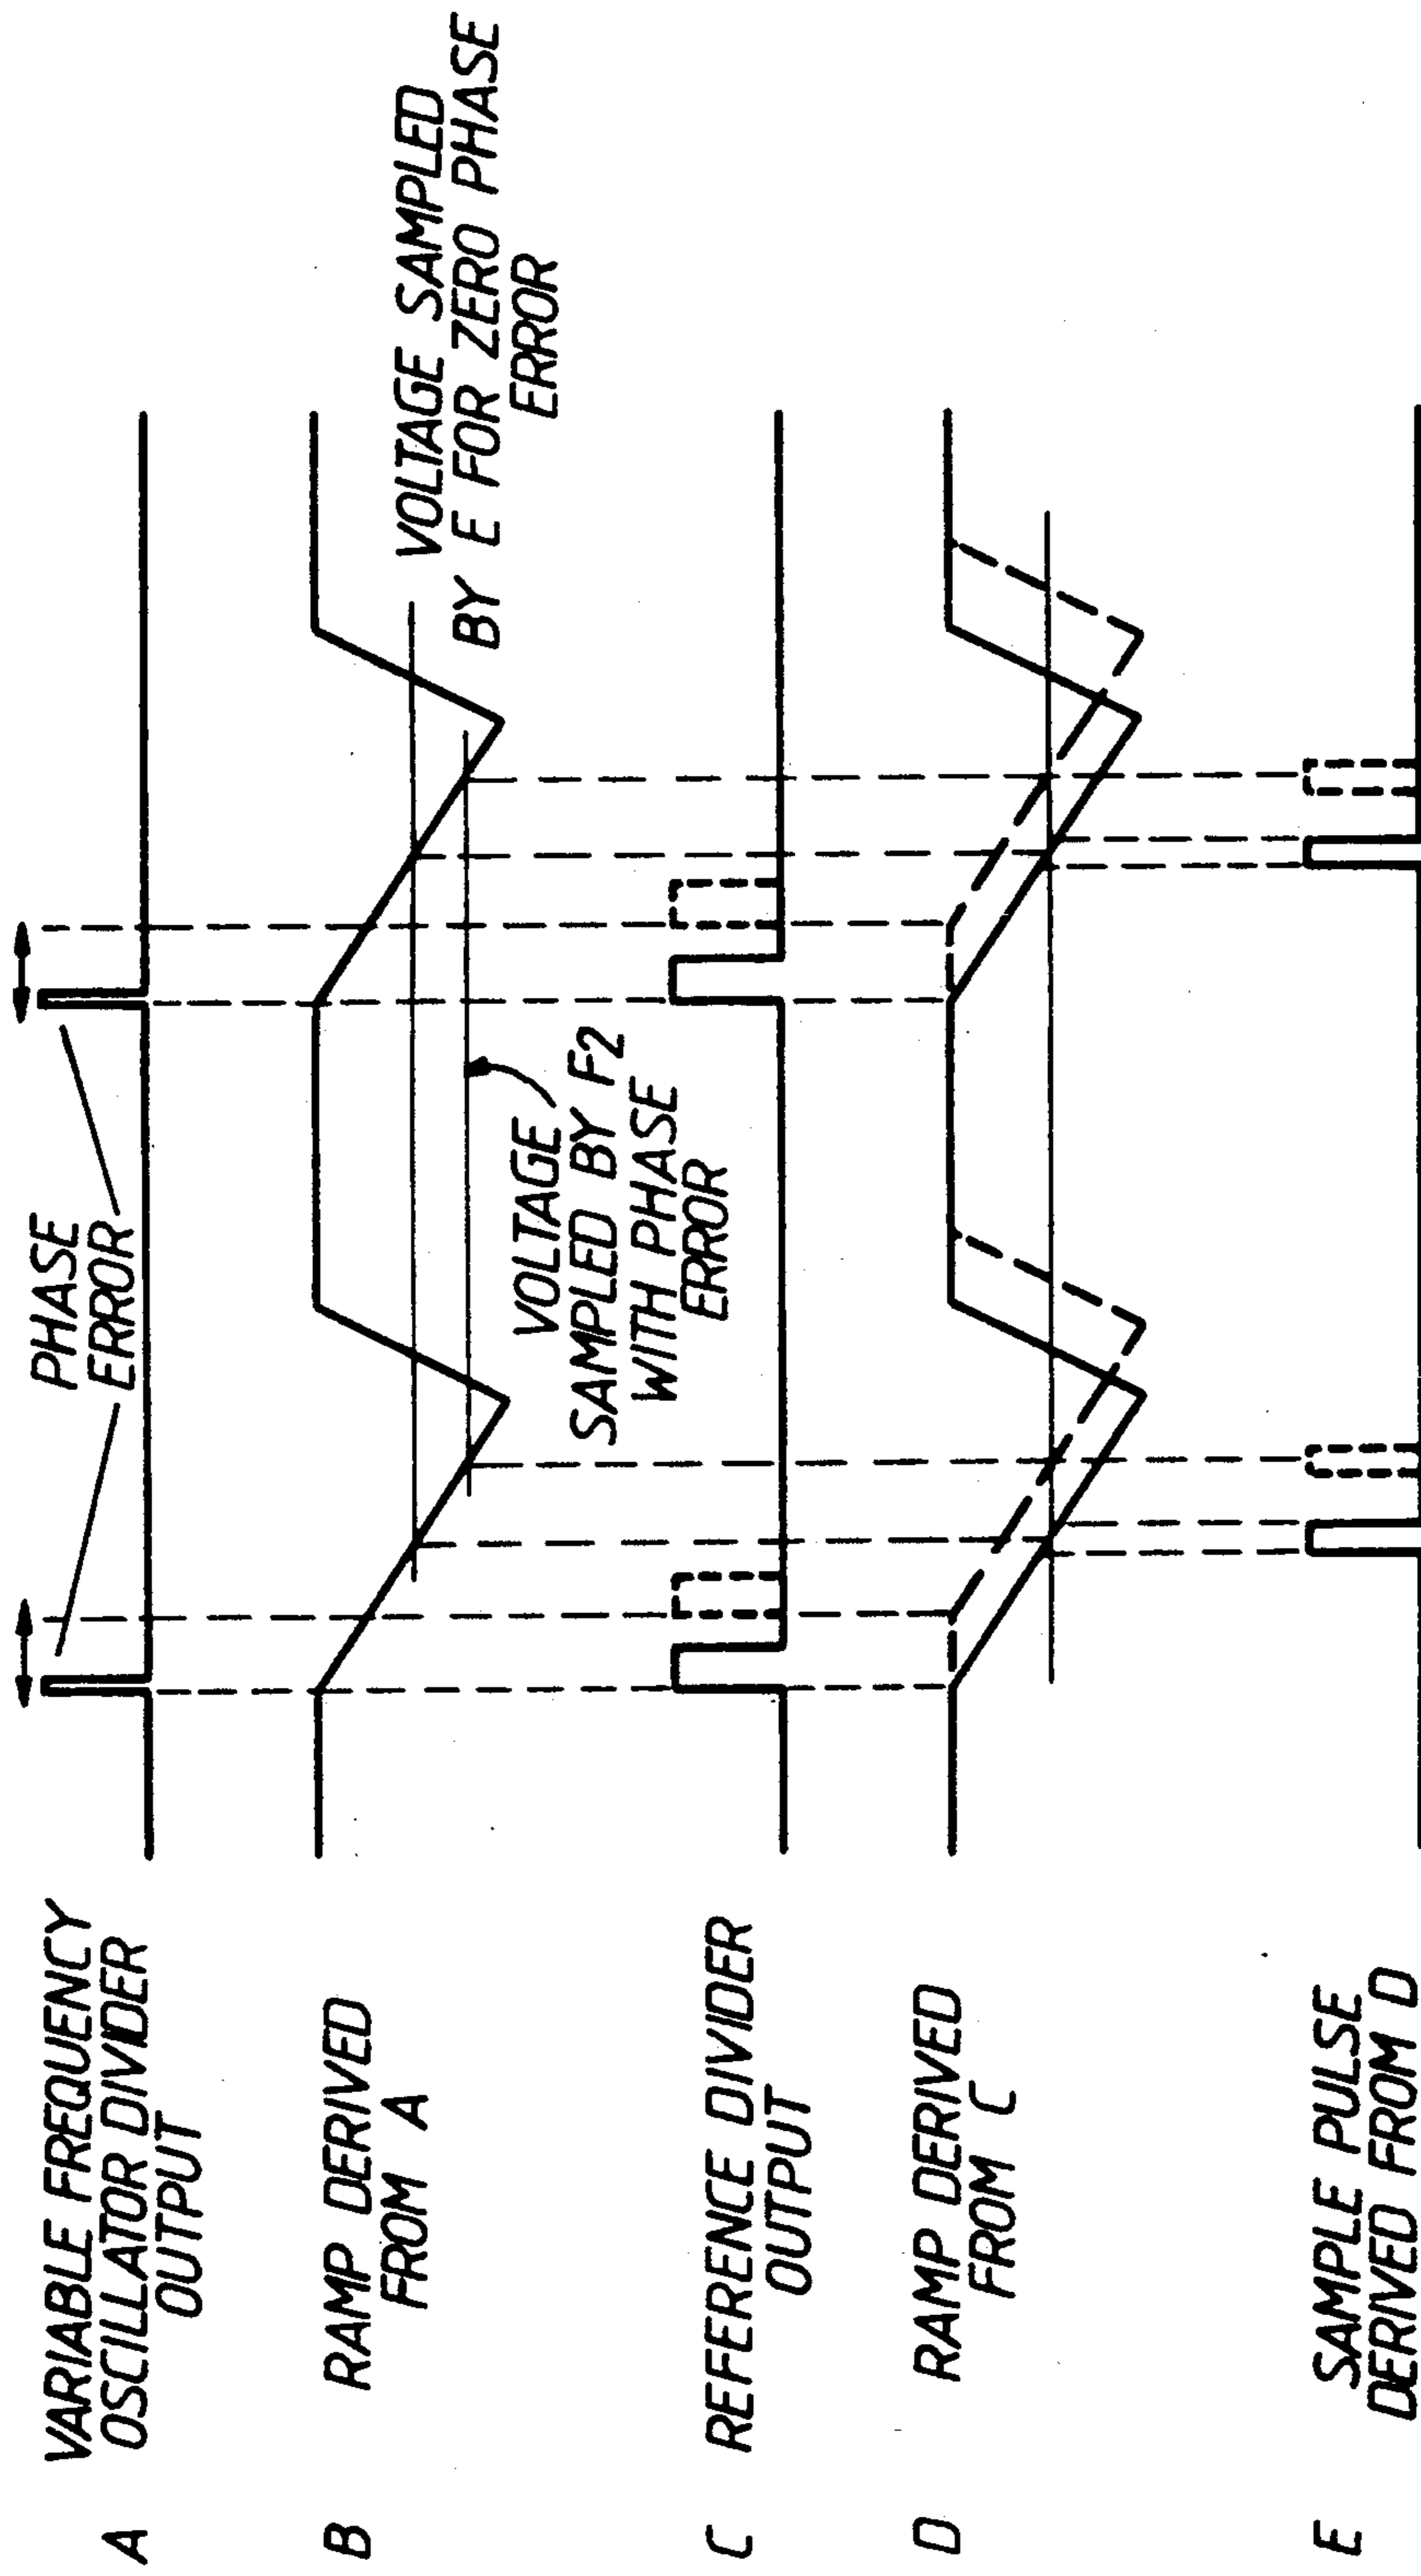 PHASE
ERROR
VOLTAGE SAMPLED
BY E FOR ZERO PHASE
ERROR
VOLTAGE
SAMPLED BY F2
WITH PHASE
ERROR
A VARIABLE FREQUENCY
OSCILLATOR DIVIDER
OUTPUT
B RAMP DERIVED
FROM A
C REFERENCE DIVIDER
OUTPUT
D RAMP DERIVED
FROM C
E SAMPLE PULSE
DERIVED FROM D